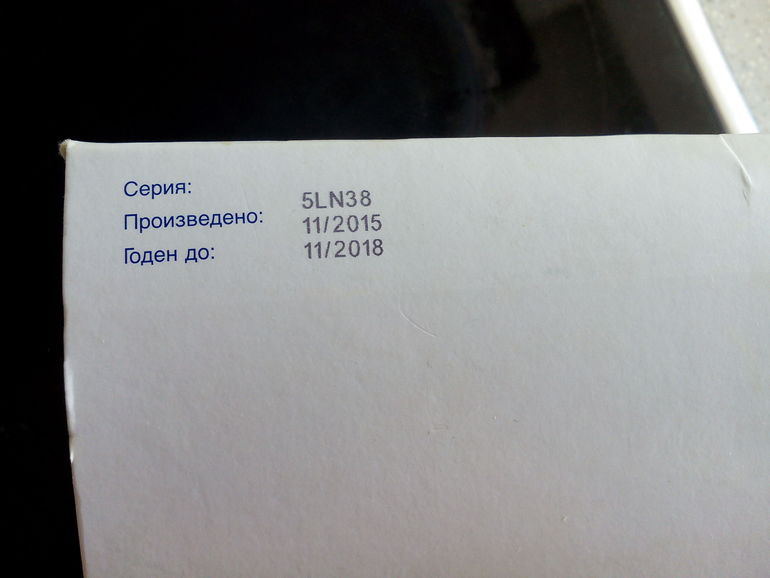 Серия: 5LN38
Произведено: 11/2015
Годен до: 11/2018